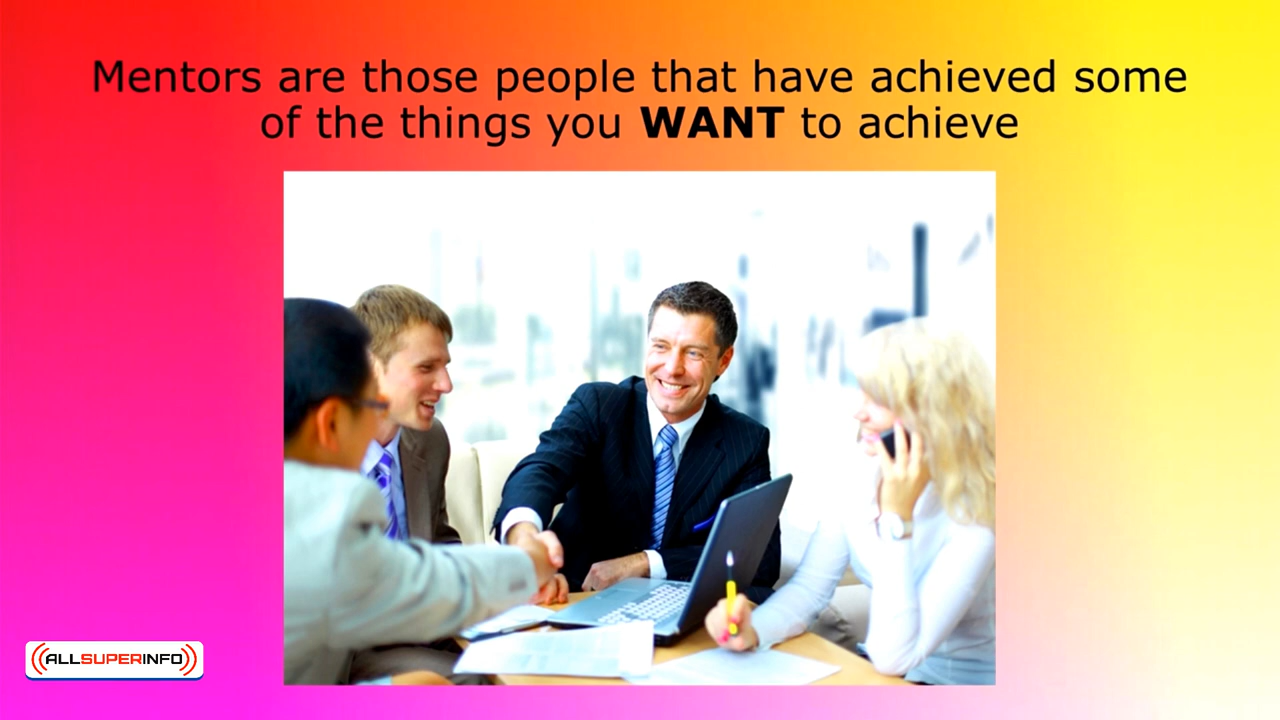 Mentors are those people that have achieved some
of the things you WANT to achieve
ALLSUPERINFO